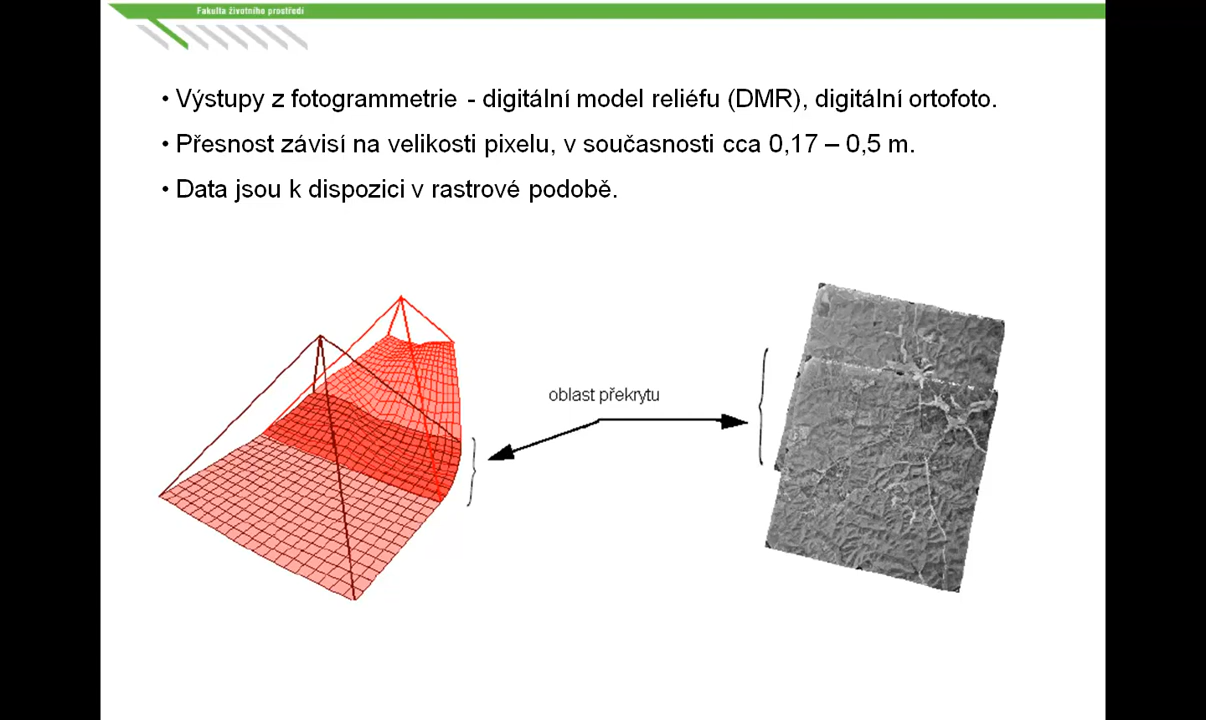 Fakulta životního prostředí
• Výstupy z fotogrammetrie - digitální model reliéfu (DMR), digitální ortofoto.
• Přesnost závisí na velikosti pixelu, v současnosti cca 0,17 – 0,5 m.
• Data jsou k dispozici v rastrové podobě.
oblast překrytu